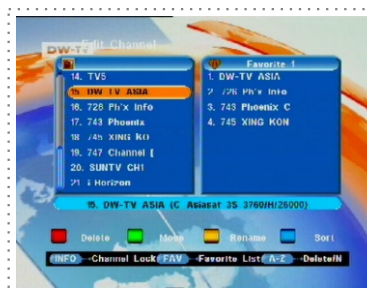 DW-TV
Edit Channel
14. TV5
15 DW TV ASIA
16. 728 Ph'x Info
17. 743 Phoenix
18 745 XING KO
19. 747 Channel [
20. SUNTV CH1
21 i Horizon
Favorite 1
1. DW-TV ASIA
2 726 Ph'x Info
3. 743 Phoenix C
4. 745 XING KON
15. DW-TV ASIA (C Asiasat 3S 3760/H/26000)
Delete Move Rename Sort
INFO -Channel Lock FAV -Favorite List A-Z -Delete/N